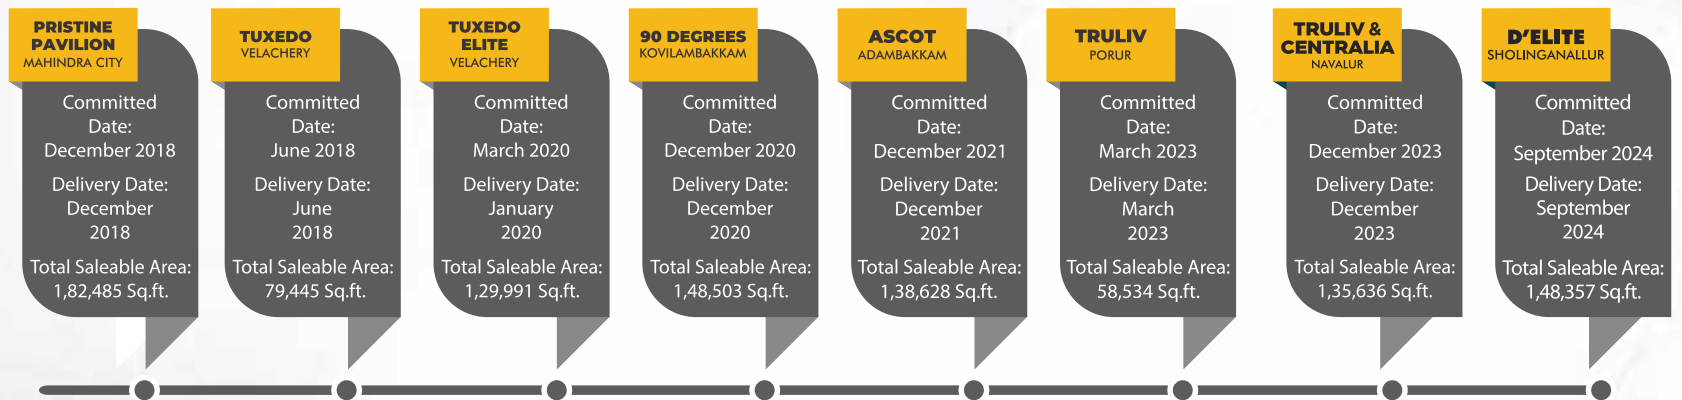 PRISTINE
PAVILION
MAHINDRA CITY
Committed
Date:
December 2018
Delivery Date:
December
2018
Total Saleable Area:
1,82,485 Sq.ft.
TUXEDO
VELACHERY
Committed
Date:
June 2018
Delivery Date:
June
2018
Total Saleable Area:
79,445 Sq.ft.
TUXEDO
ELITE
VELACHERY
Committed
Date:
March 2020
Delivery Date:
January
2020
Total Saleable Area:
1,29,991 Sq.ft.
90 DEGREES
KOVILAMBAKKAM
Committed
Date:
December 2020
Delivery Date:
December
2020
Total Saleable Area:
1,48,503 Sq.ft.
ASCOT
ADAMBAKKAM
Committed
Date:
December 2021
Delivery Date:
December
2021
Total Saleable Area:
1,38,628 Sq.ft.
TRULIV
PORUR
Committed
Date:
March 2023
Delivery Date:
March
2023
Total Saleable Area:
58,534 Sq.ft.
TRULIV &
CENTRALIA
NAVALUR
Committed
Date:
December 2023
Delivery Date:
December
2023
Total Saleable Area:
1,35,636 Sq.ft.
D'ELITE
SHOLINGANALLUR
Committed
Date:
September 2024
Delivery Date:
September
2024
Total Saleable Area:
1,48,357 Sq.ft.